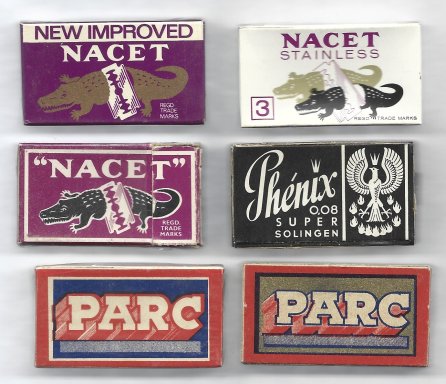 NEW IMPROVED
NACET
REGD.
TRADE
MARKS
NACET
STAINLESS
3
REGD. TRADE MARKS
"NACET"
REGD.
TRADE
MARKS
Phénix
0,08
SUPER
SOLINGEN
PARC
PARC